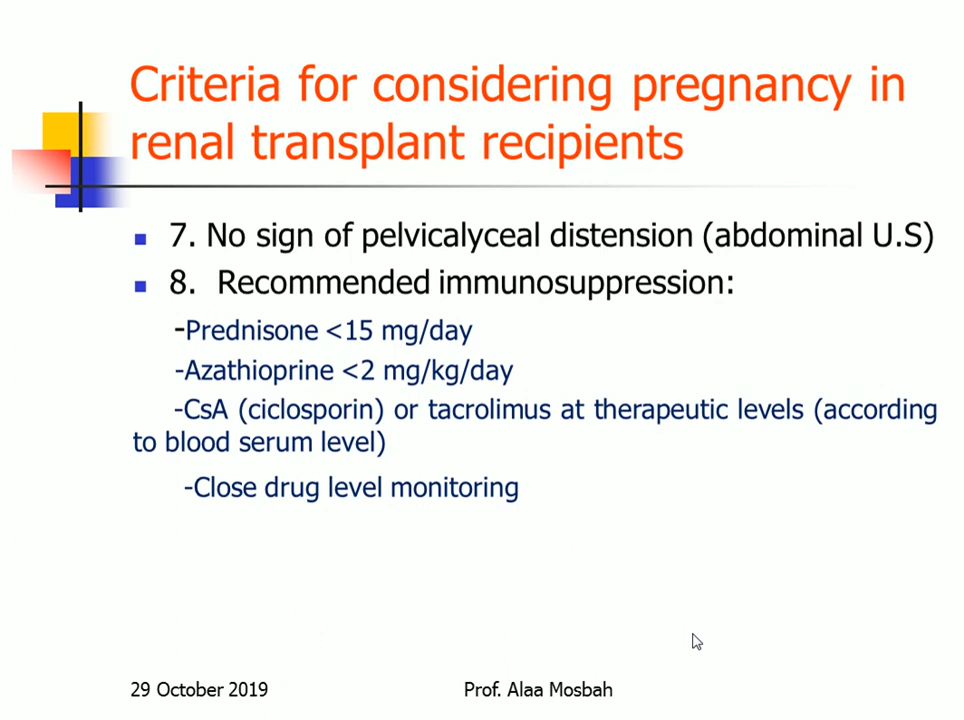 Criteria for considering pregnancy in
renal transplant recipients
7. No sign of pelvicalyceal distension (abdominal U.S)
8. Recommended immunosuppression:
-Prednisone <15 mg/day
-Azathioprine <2 mg/kg/day
-CsA (ciclosporin) or tacrolimus at therapeutic levels (according
to blood serum level)
-Close drug level monitoring
29 October 2019
Prof. Alaa Mosbah